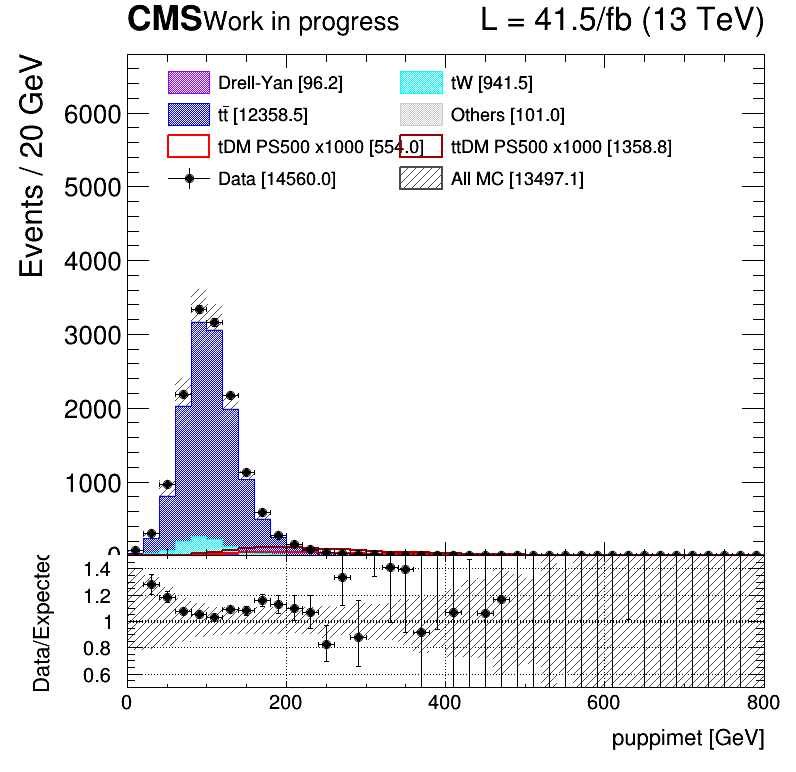 CMS Work in progress L = 41.5/fb (13 TeV)
Drell-Yan [96.2] tW [941.5]
tt̄ [12358.5] Others [101.0]
tDM PS500 x1000 [554.0] ttDM PS500 x1000 [1358.8]
Data [14560.0] All MC [13497.1]
Events / 20 GeV
6000
5000
4000
3000
2000
1000
0
Data/Expected
1.4
1.2
1
0.8
0.6
0 200 400 600 800
puppimet [GeV]